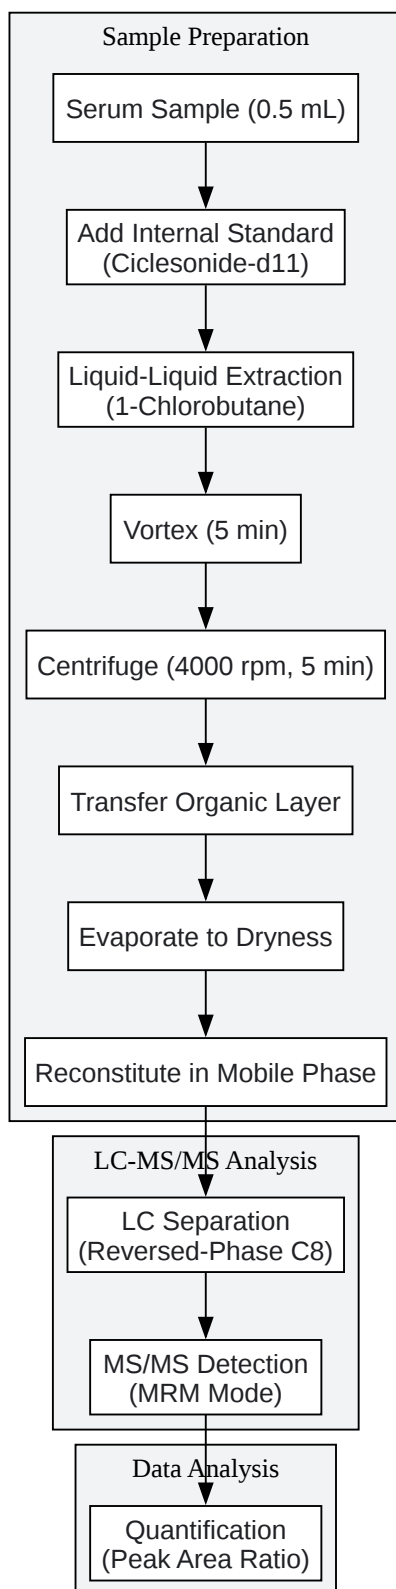 Sample Preparation
Serum Sample (0.5 mL)
Add Internal Standard
(Ciclesonide-d11)
Liquid-Liquid Extraction
(1-Chlorobutane)
Vortex (5 min)
Centrifuge (4000 rpm, 5 min)
Transfer Organic Layer
Evaporate to Dryness
Reconstitute in Mobile Phase
LC-MS/MS Analysis
LC Separation
(Reversed-Phase C8)
MS/MS Detection
(MRM Mode)
Data Analysis
Quantification
(Peak Area Ratio)